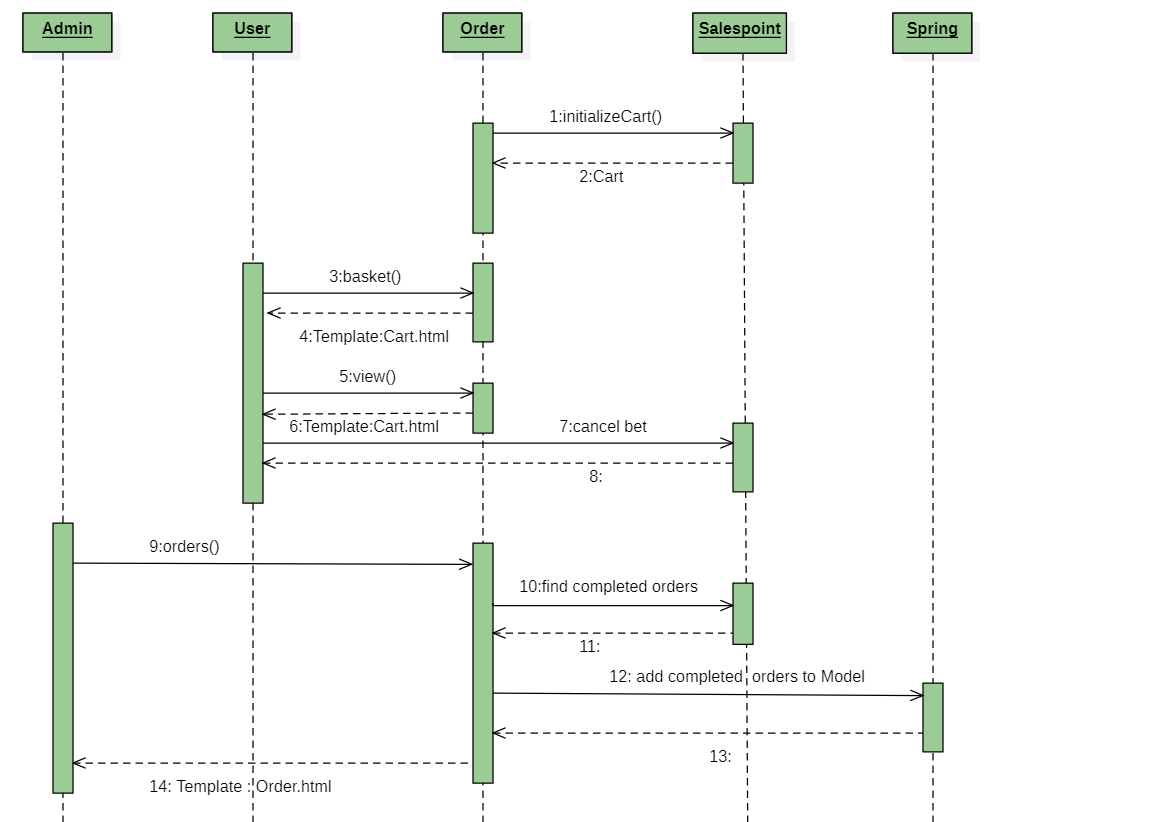 Admin
User
Order
Salespoint
Spring
1:initializeCart()
2:Cart
3:basket()
4:Template:Cart.html
5:view()
6:Template:Cart.html
7:cancel bet
8:
9:orders()
10:find completed orders
11:
12: add completed orders to Model
13:
14: Template : Order.html